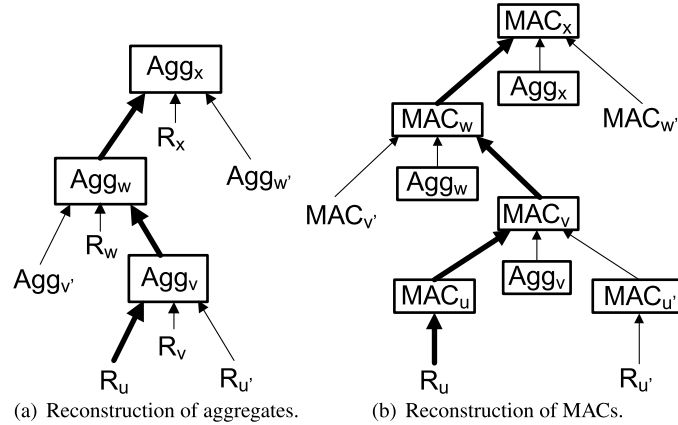 MAC_x
Agg_x
Agg_x
R_x
MAC_w
MAC_w'
Agg_w
Agg_w'
Agg_w
MAC_v'
MAC_v
R_w
Agg_v'
Agg_v
Agg_v
MAC_u
MAC_u'
R_v
R_u
R_u'
R_u
R_u'
(a) Reconstruction of aggregates.
(b) Reconstruction of MACs.